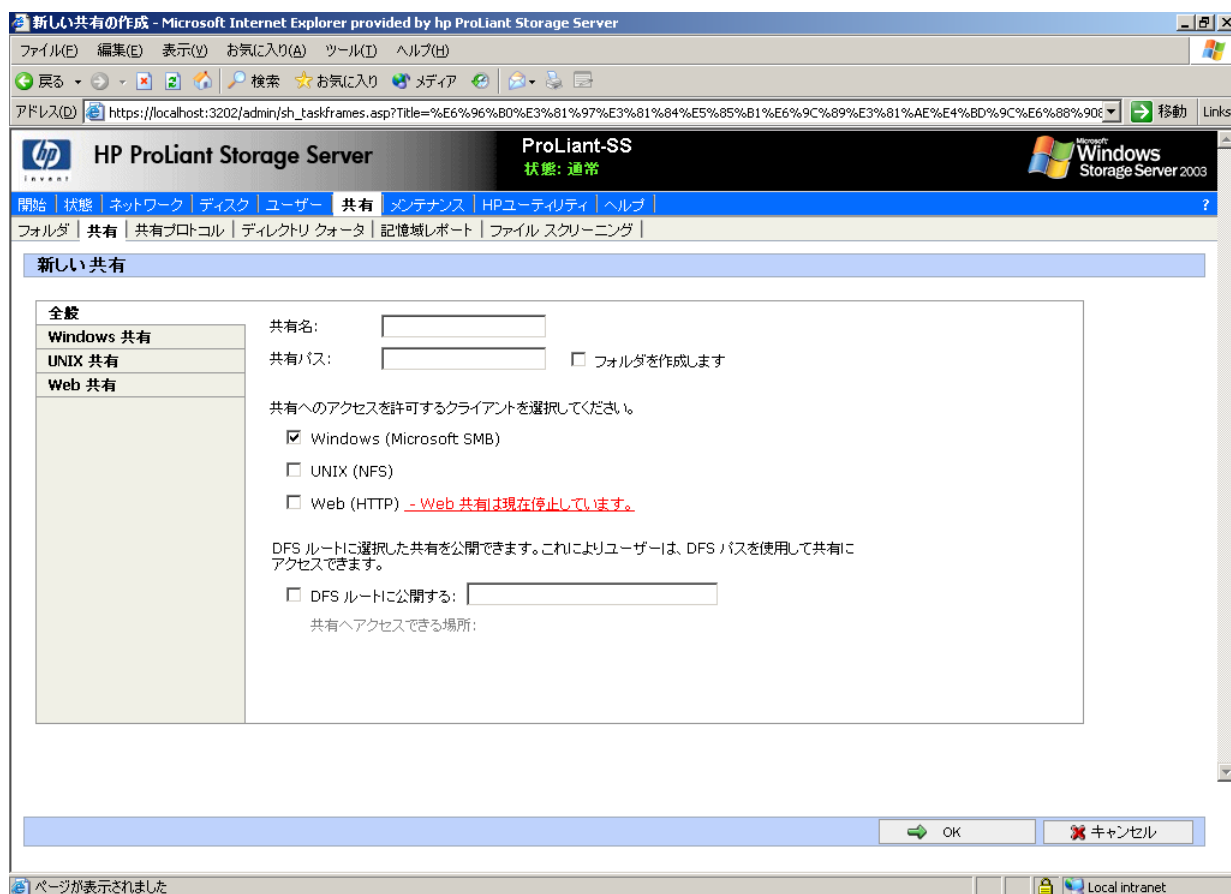 新しい共有の作成 - Microsoft Internet Explorer provided by hp ProLiant Storage Server
ファイル(F) 編集(E) 表示(V) お気に入り(A) ツール(T) ヘルプ(H)
戻る 検索 お気に入り メディア
アドレス(D) https://localhost:3202/admin/sh_taskframes.asp?Title=%E6%96%B0%E3%81%97%E3%81%84%E5%85%B1%E6%9C%89%E3%81%AE%E4%BD%9C%E6%88%90& 移動 Links
hp invent HP ProLiant Storage Server
ProLiant-SS
状態: 通常
Microsoft Windows Storage Server 2003
開始 | 状態 | ネットワーク | ディスク | ユーザー | 共有 | メンテナンス | HPユーティリティ | ヘルプ | ?
フォルダ | 共有 | 共有プロトコル | ディレクトリ クォータ | 記憶域レポート | ファイル スクリーニング |
新しい 共有
全般
Windows 共有
UNIX 共有
Web 共有
共有名:
共有パス: フォルダを作成します
共有へのアクセスを許可するクライアントを選択してください。
Windows (Microsoft SMB)
UNIX (NFS)
Web (HTTP) - Web 共有は現在停止しています。
DFS ルートに選択した共有を公開できます。これによりユーザーは、DFS パスを使用して共有に
アクセスできます。
DFS ルートに公開する:
共有へアクセスできる場所:
OK キャンセル
ページが表示されました Local intranet